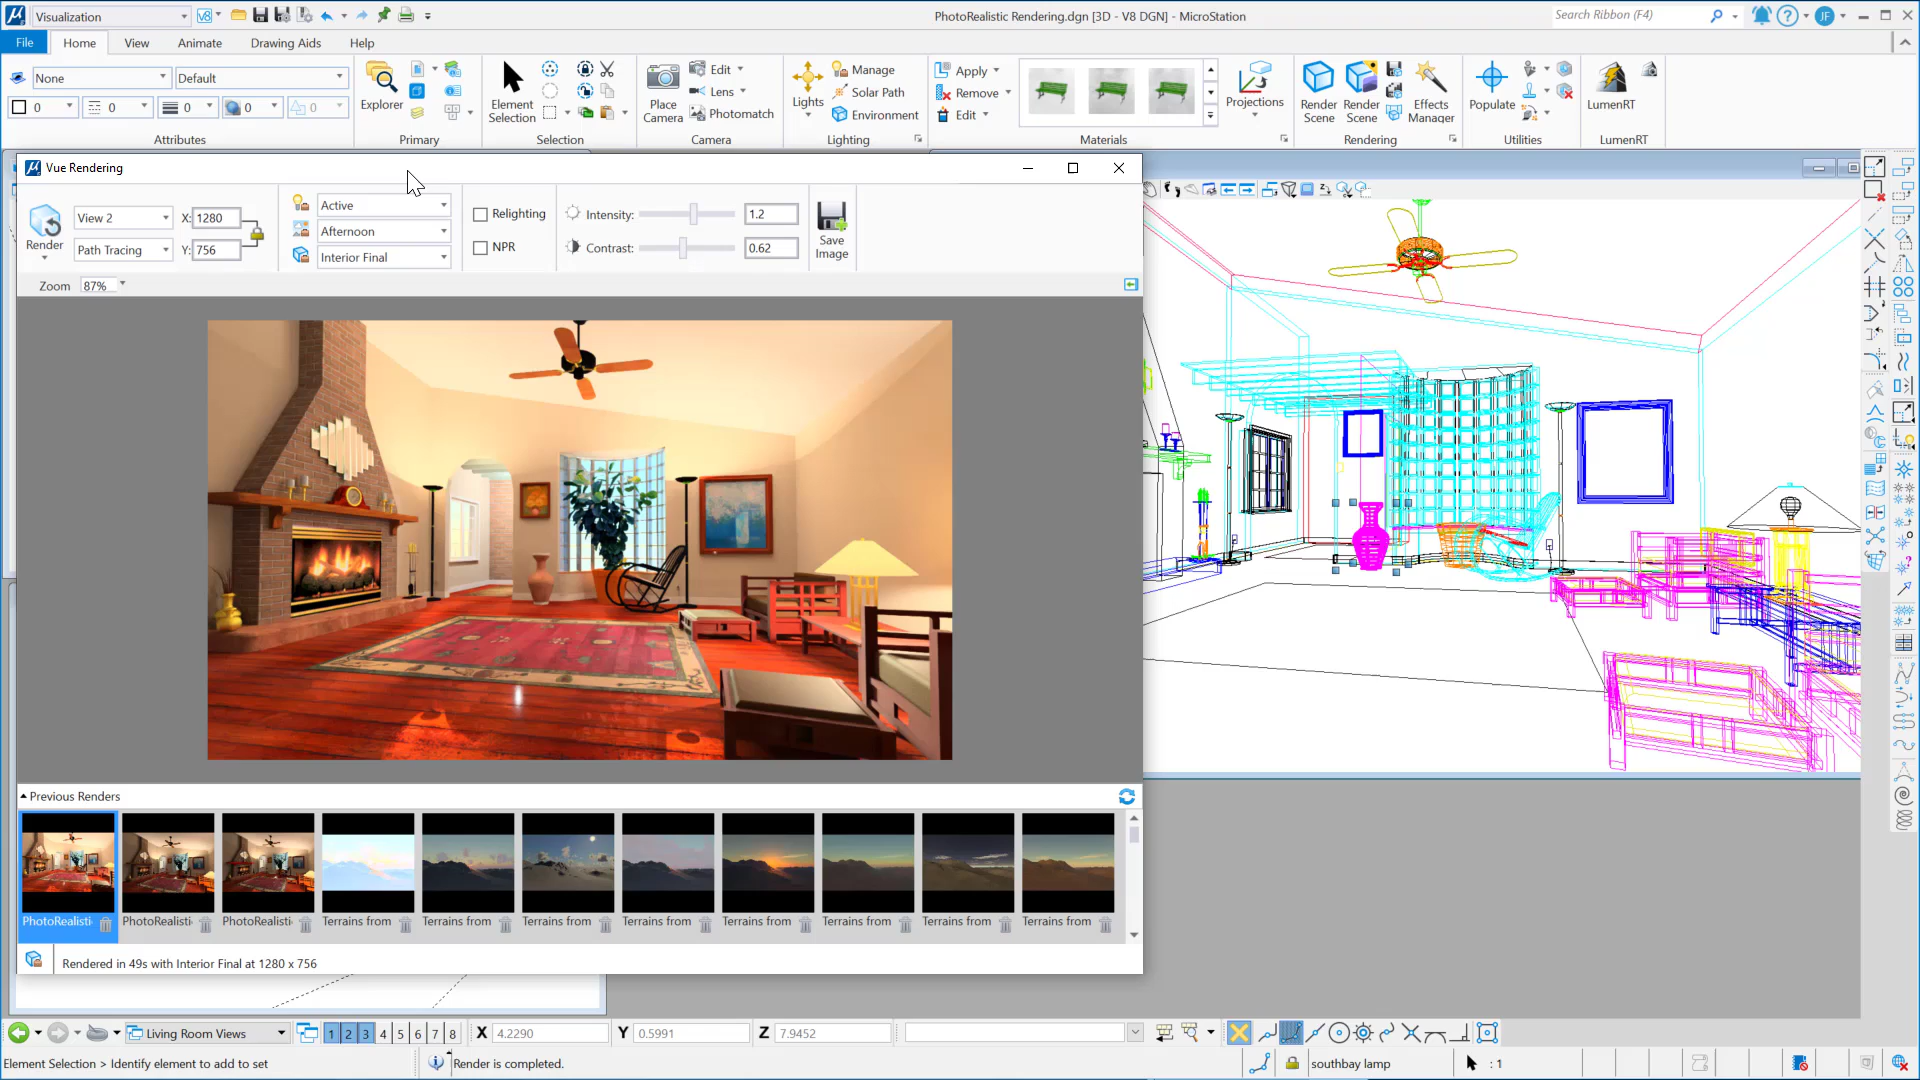 Visualization
PhotoRealistic Rendering.dgn [3D - V8 DGN] - MicroStation
Search Ribbon (F4)
JF
File
Home
View
Animate
Drawing Aids
Help
None
Default
0
0
0
0
0
Attributes
Explorer
Primary
Element Selection
Selection
Place Camera
Edit
Lens
Photomatch
Camera
Lights
Manage
Solar Path
Environment
Lighting
Apply
Remove
Edit
Materials
Projections
Render Scene
Render Scene
Effects Manager
Rendering
Populate
Utilities
LumenRT
LumenRT
Vue Rendering
Render
View 2
Path Tracing
X: 1280
Y: 756
Active
Afternoon
Interior Final
Relighting
NPR
Intensity: 1.2
Contrast: 0.62
Save Image
Zoom 87%
Previous Renders
PhotoRealisti
PhotoRealisti
PhotoRealisti
Terrains from
Terrains from
Terrains from
Terrains from
Terrains from
Terrains from
Terrains from
Terrains from
Rendered in 49s with Interior Final at 1280 x 756
Living Room Views
1 2 3 4 5 6 7 8
X 4.2290
Y 0.5991
Z 7.9452
Element Selection > Identify element to add to set
Render is completed.
southbay lamp
: 1